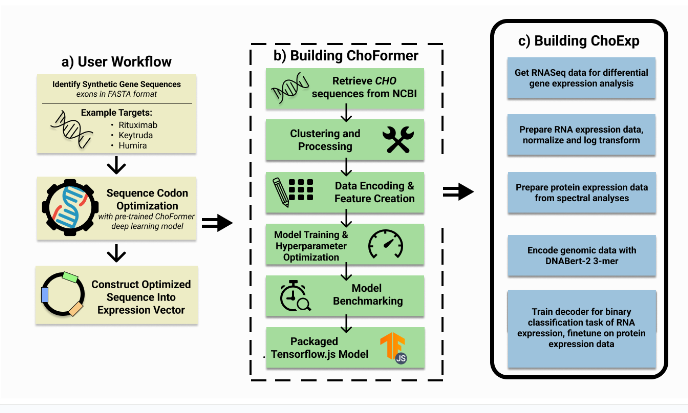 a) User Workflow
Identify Synthetic Gene Sequences
exons in FASTA format
Example Targets:
• Rituximab
• Keytruda
• Humira
Sequence Codon
Optimization
with pre-trained ChoFormer
deep learning model
Construct Optimized
Sequence Into
Expression Vector
b) Building ChoFormer
Retrieve CHO
sequences from NCBI
Clustering and
Processing
Data Encoding &
Feature Creation
Model Training &
Hyperparameter
Optimization
Model
Benchmarking
Packaged
Tensorflow.js Model
JS
c) Building ChoExp
Get RNASeq data for differential
gene expression analysis
Prepare RNA expression data,
normalize and log transform
Prepare protein expression data
from spectral analyses
Encode genomic data with
DNABert-2 3-mer
Train decoder for binary
classification task of RNA
expression, finetune on protein
expression data